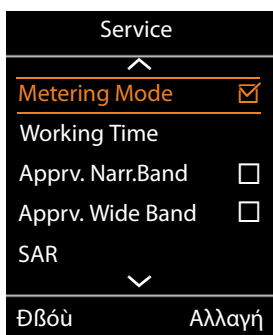 Service
Metering Mode
Working Time
Apprv. Narr.Band
Apprv. Wide Band
SAR
Ðßóù Αλλαγή